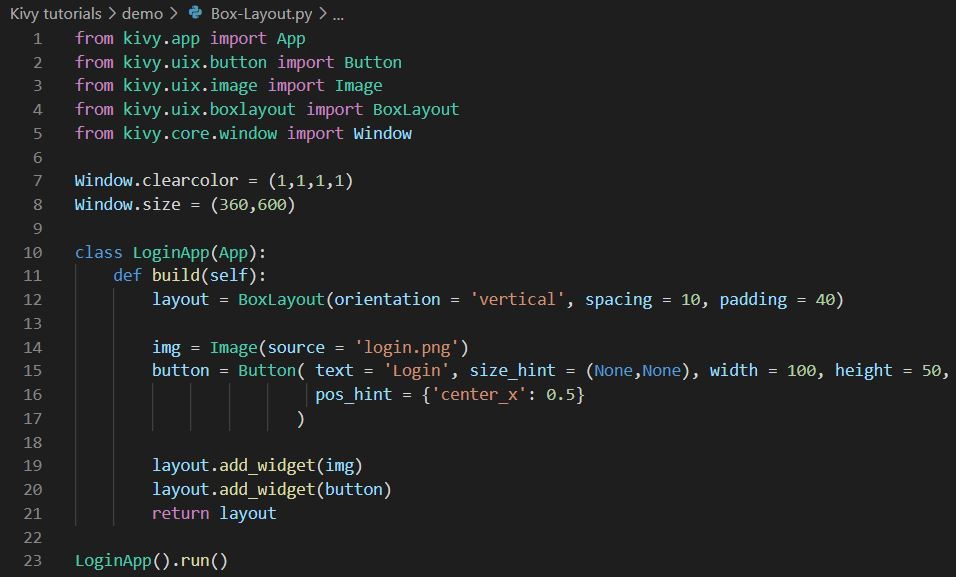 Kivy tutorials > demo > Box-Layout.py > ...
1 from kivy.app import App
2 from kivy.uix.button import Button
3 from kivy.uix.image import Image
4 from kivy.uix.boxlayout import BoxLayout
5 from kivy.core.window import Window
6
7 Window.clearcolor = (1,1,1,1)
8 Window.size = (360,600)
9
10 class LoginApp(App):
11     def build(self):
12         layout = BoxLayout(orientation = 'vertical', spacing = 10, padding = 40)
13
14         img = Image(source = 'login.png')
15         button = Button( text = 'Login', size_hint = (None,None), width = 100, height = 50,
16                          pos_hint = {'center_x': 0.5}
17                        )
18
19         layout.add_widget(img)
20         layout.add_widget(button)
21         return layout
22
23 LoginApp().run()